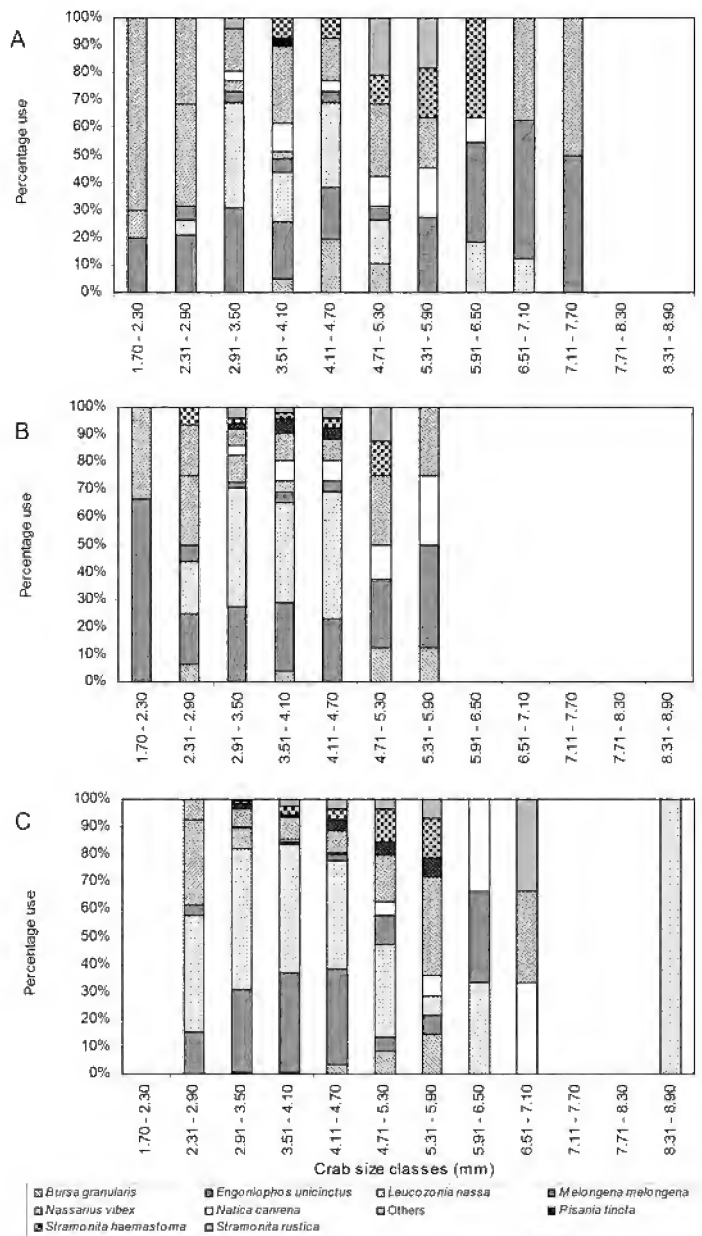 A
100%
90%
80%
70%
60%
50%
40%
30%
20%
10%
0%
Percentage use
1.70 - 2.30
2.31 - 2.90
2.91 - 3.50
3.51 - 4.10
4.11 - 4.70
4.71 - 5.30
5.31 - 5.90
5.91 - 6.50
6.51 - 7.10
7.11 - 7.70
7.71 - 8.30
8.31 - 8.90
B
100%
90%
80%
70%
60%
50%
40%
30%
20%
10%
0%
Percentage use
1.70 - 2.30
2.31 - 2.90
2.91 - 3.50
3.51 - 4.10
4.11 - 4.70
4.71 - 5.30
5.31 - 5.90
5.91 - 6.50
6.51 - 7.10
7.11 - 7.70
7.71 - 8.30
8.31 - 8.90
C
100%
90%
80%
70%
60%
50%
40%
30%
20%
10%
0%
Percentage use
1.70 - 2.30
2.31 - 2.90
2.91 - 3.50
3.51 - 4.10
4.11 - 4.70
4.71 - 5.30
5.31 - 5.90
5.91 - 6.50
6.51 - 7.10
7.11 - 7.70
7.71 - 8.30
8.31 - 8.90
Crab size classes (mm)
Bursa granularis Engoniophos unicinctus Leucozonia nassa Melongena melongena
Nassarius vibex Natica canrena Others Pisania tincta
Stramonita haemastoma Stramonita rustica